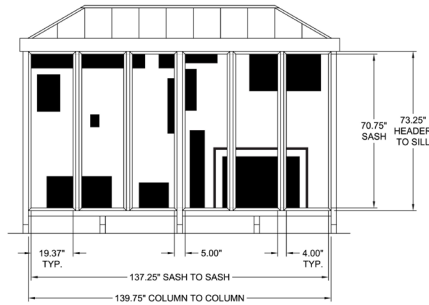 70.75"
SASH
73.25"
HEADER
TO SILL
19.37"
TYP.
5.00"
4.00"
TYP.
137.25" SASH TO SASH
139.75" COLUMN TO COLUMN